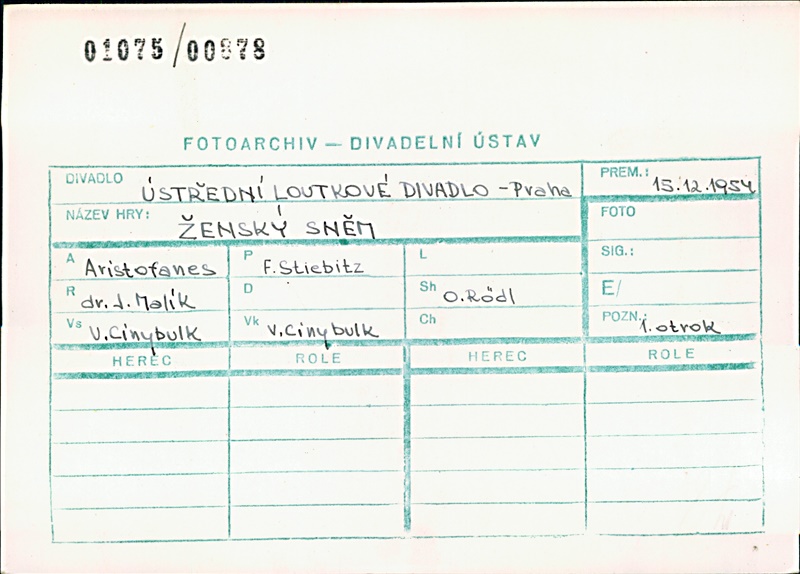 01075/00878
FOTOARCHIV — DIVADELNÍ ÚSTAV
DIVADLO ÚSTŘEDNÍ LOUTKOVÉ DIVADLO - Praha PREM.: 15.12.1954
NÁZEV HRY: ŽENSKÝ SNĚM FOTO
A Aristofanes P F. Stiebitz L SIG.:
R dr. J. Malík D Sh O. Rödl E/
Vs V. Cinybulk Vk V. Cinybulk Ch POZN.: 1. otrok
HEREC ROLE HEREC ROLE